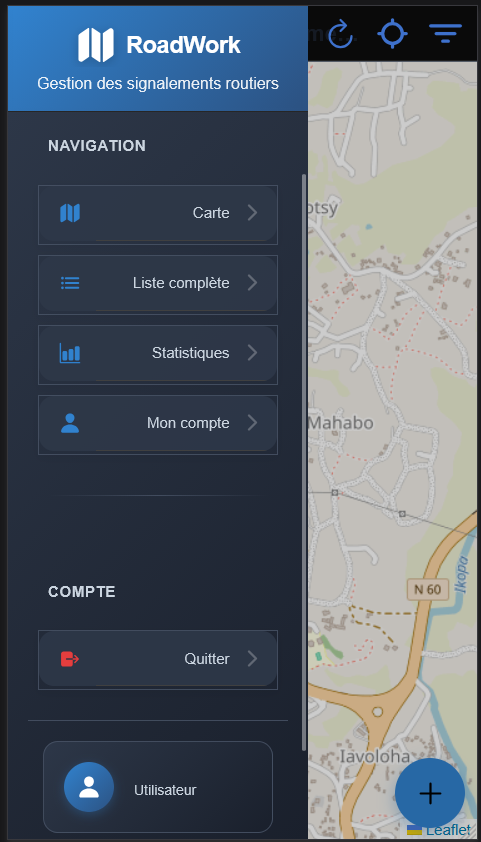 RoadWork
Gestion des signalements routiers
NAVIGATION
Carte
Liste complète
Statistiques
Mon compte
COMPTE
Quitter
Utilisateur
otsy
Mahabo
N 60
Ikopa
Iavoloha
Leaflet